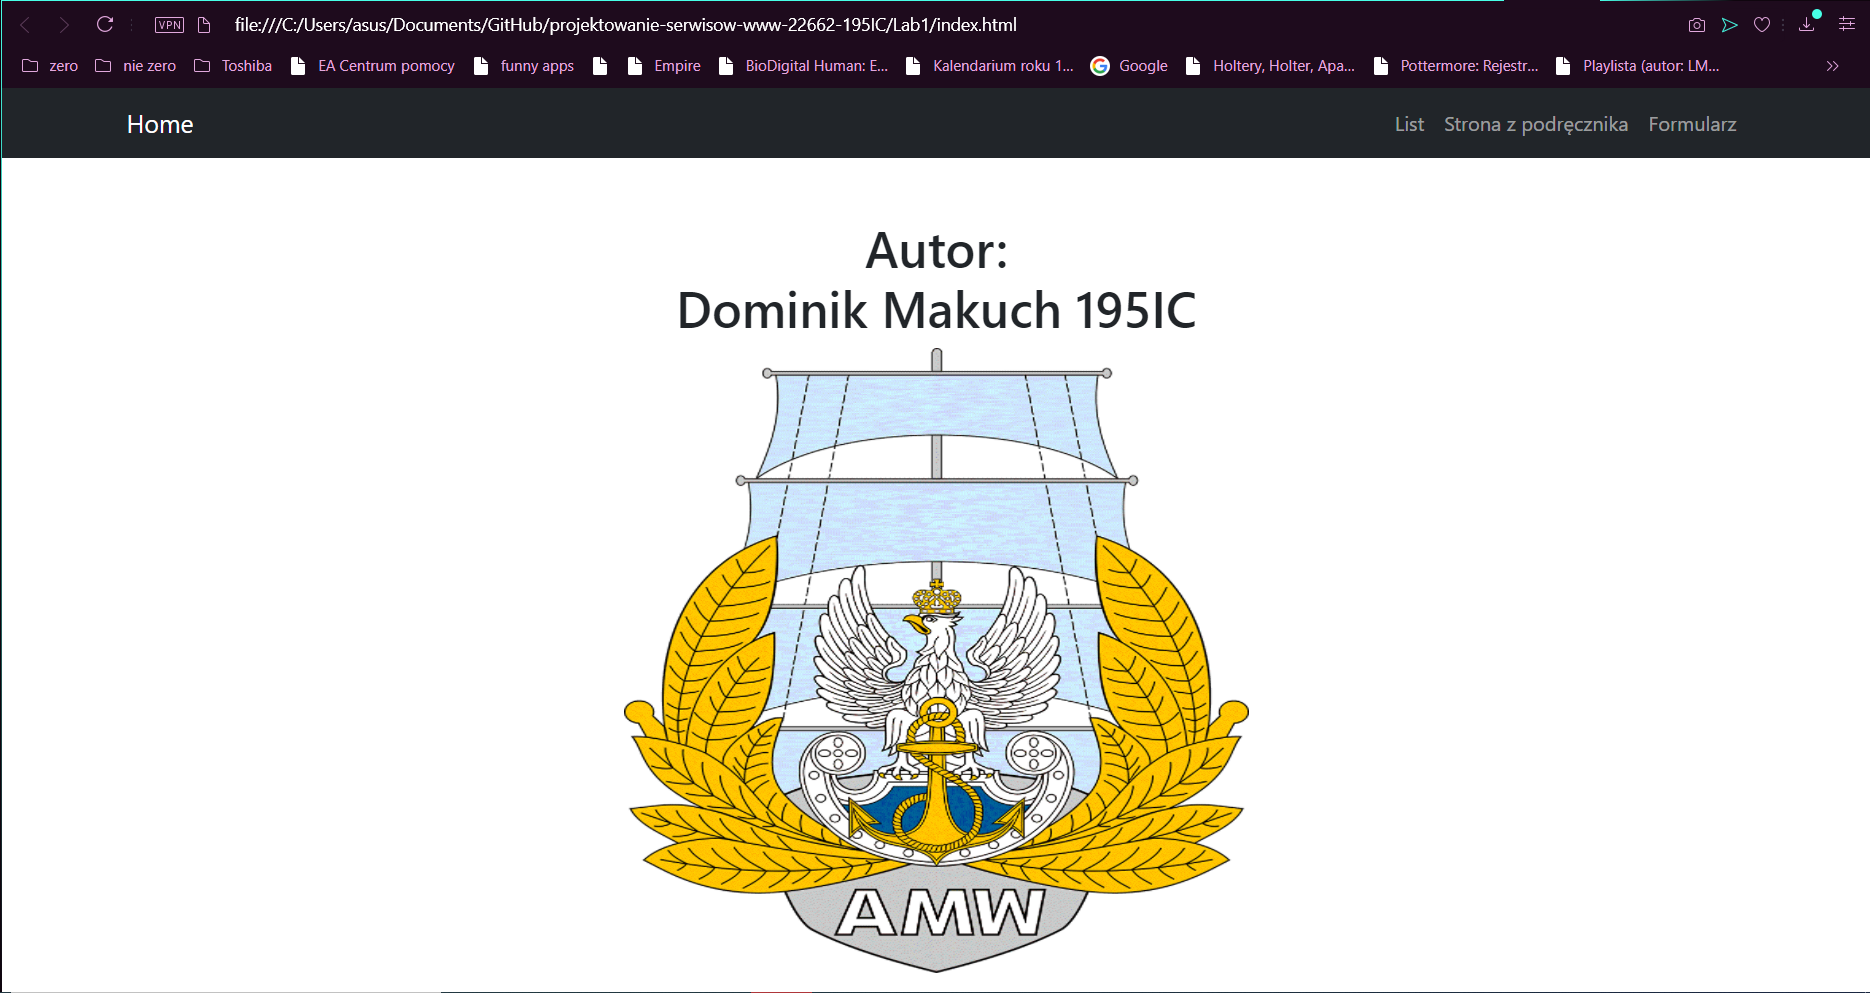 VPN file:///C:/Users/asus/Documents/GitHub/projektowanie-serwisow-www-22662-195IC/Lab1/index.html
zero nie zero Toshiba EA Centrum pomocy funny apps Empire BioDigital Human: E... Kalendarium roku 1... Google Holtery, Holter, Apa... Pottermore: Rejestr... Playlista (autor: LM...
Home List Strona z podręcznika Formularz
Autor:
Dominik Makuch 195IC
AMW